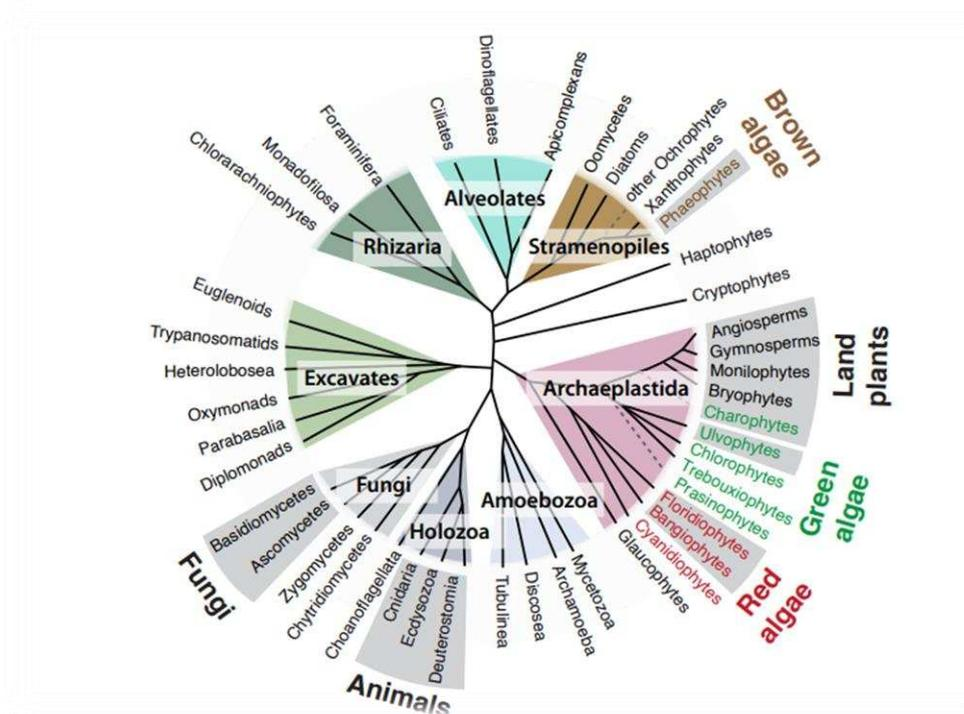 Dinoflagellates
Ciliates
Apicomplexans
Foraminifera
Monadofilosa
Chlorarachniophytes
Oomycetes
Diatoms
other Ochrophytes
Xanthophytes
Phaeophytes
Brown
algae
Alveolates
Rhizaria
Stramenopiles
Haptophytes
Cryptophytes
Euglenoids
Trypanosomatids
Heterolobosea
Oxymonads
Parabasalia
Diplomonads
Excavates
Archaeplastida
Angiosperms
Gymnosperms
Monilophytes
Bryophytes
Charophytes
Land
plants
Ulvophytes
Chlorophytes
Trebouxiophytes
Prasinophytes
Green
algae
Floridiophytes
Bangiophytes
Cyanidiophytes
Red
algae
Glaucophytes
Fungi
Holozoa
Amoebozoa
Basidiomycetes
Ascomycetes
Zygomycetes
Chytridiomycetes
Fungi
Choanoflagellata
Cnidaria
Ecdysozoa
Deuterostomia
Animals
Tubulinea
Discosea
Archamoeba
Mycetozoa